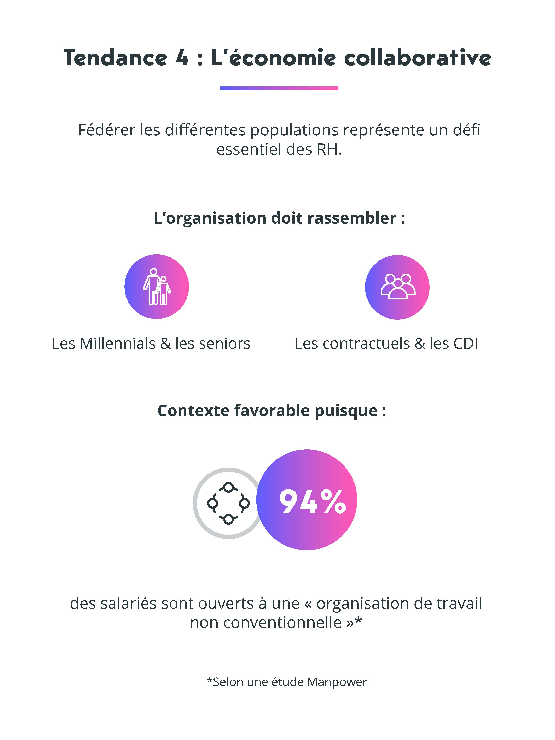 Tendance 4 : L'économie collaborative
Fédérer les différentes populations représente un défi
essentiel des RH.
L'organisation doit rassembler :
Les Millennials & les seniors
Les contractuels & les CDI
Contexte favorable puisque :
94%
des salariés sont ouverts à une « organisation de travail
non conventionnelle »*
*Selon une étude Manpower